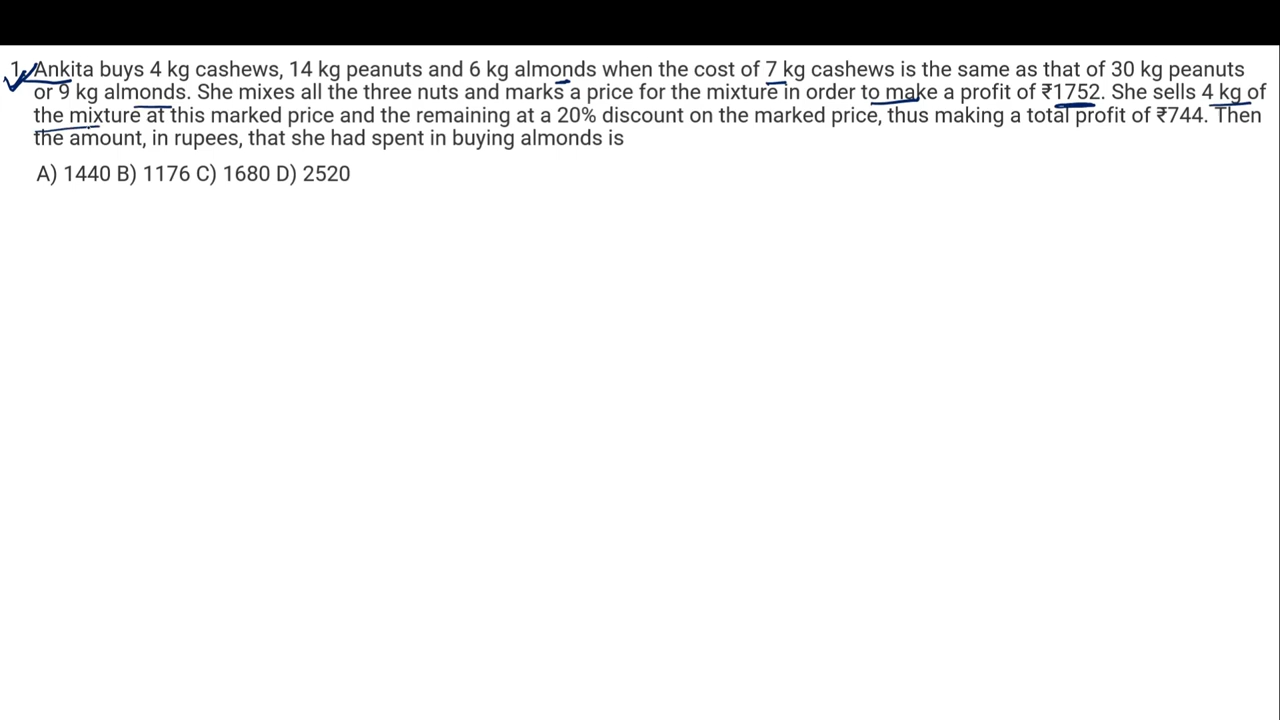 1. Ankita buys 4 kg cashews, 14 kg peanuts and 6 kg almonds when the cost of 7 kg cashews is the same as that of 30 kg peanuts
or 9 kg almonds. She mixes all the three nuts and marks a price for the mixture in order to make a profit of ₹1752. She sells 4 kg of
the mixture at this marked price and the remaining at a 20% discount on the marked price, thus making a total profit of ₹744. Then
the amount, in rupees, that she had spent in buying almonds is
A) 1440 B) 1176 C) 1680 D) 2520